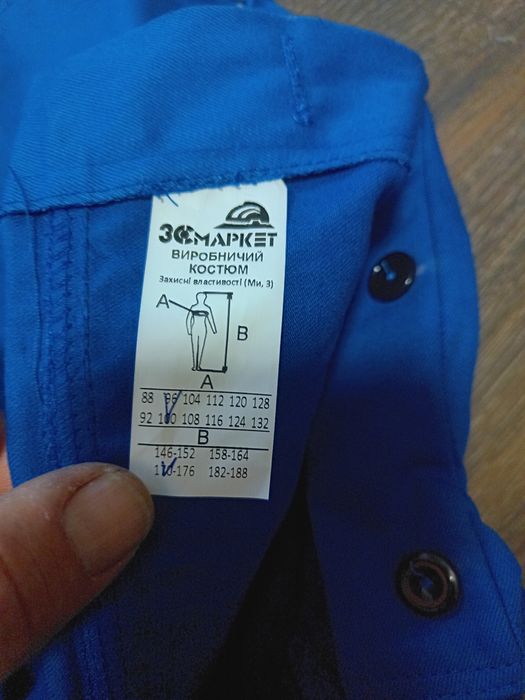 ЗСМАРКЕТ
ВИРОБНИЧИЙ
КОСТЮМ
Захисні властивості (Ми, З)
A
B
A
88 96 104 112 120 128
92 100 108 116 124 132
B
146-152 158-164
170-176 182-188